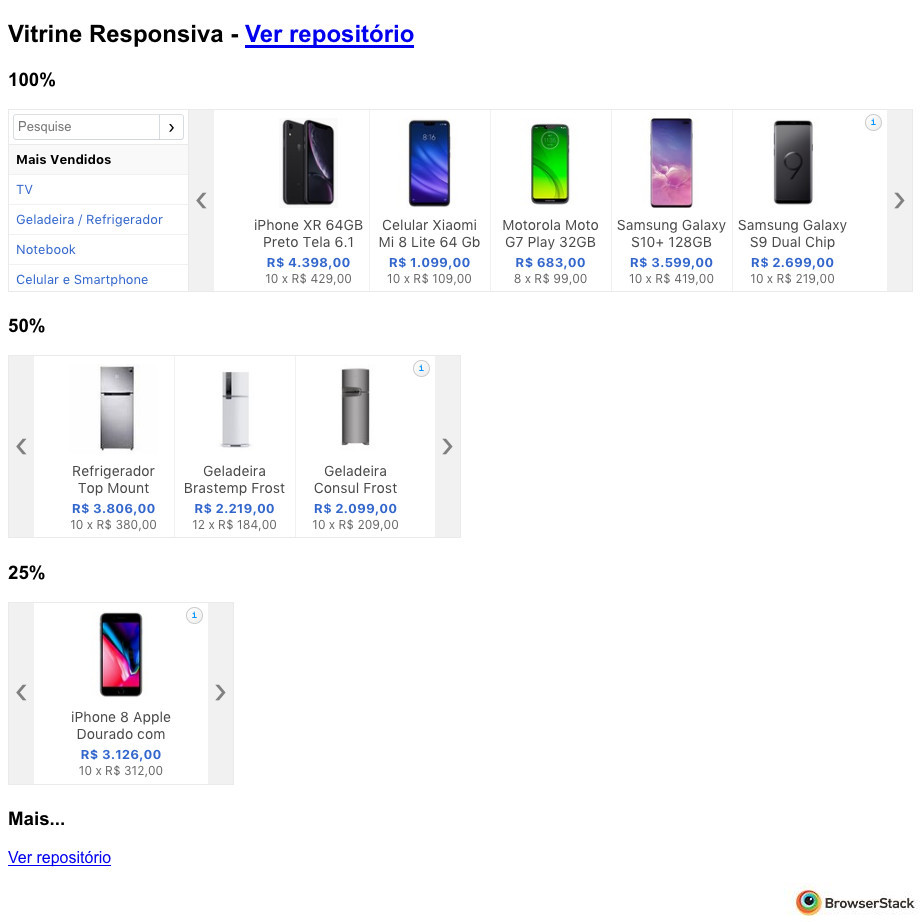 Vitrine Responsiva - Ver repositório
100%
Pesquise
Mais Vendidos
TV
Geladeira / Refrigerador
Notebook
Celular e Smartphone
iPhone XR 64GB
Preto Tela 6.1
R$ 4.398,00
10 x R$ 429,00
Celular Xiaomi
Mi 8 Lite 64 Gb
R$ 1.099,00
10 x R$ 109,00
Motorola Moto
G7 Play 32GB
R$ 683,00
8 x R$ 99,00
Samsung Galaxy
S10+ 128GB
R$ 3.599,00
10 x R$ 419,00
Samsung Galaxy
S9 Dual Chip
R$ 2.699,00
10 x R$ 219,00
50%
Refrigerador
Top Mount
R$ 3.806,00
10 x R$ 380,00
Geladeira
Brastemp Frost
R$ 2.219,00
12 x R$ 184,00
Geladeira
Consul Frost
R$ 2.099,00
10 x R$ 209,00
25%
iPhone 8 Apple
Dourado com
R$ 3.126,00
10 x R$ 312,00
Mais...
Ver repositório
BrowserStack